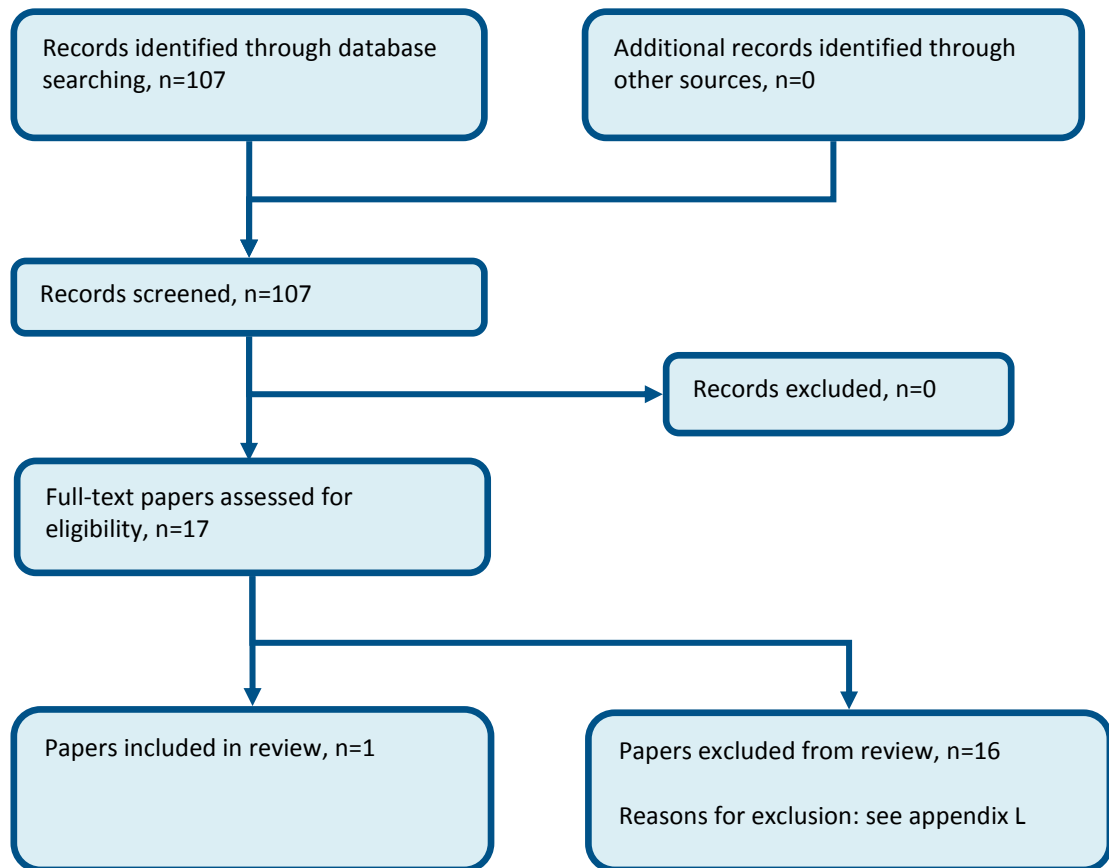 Records identified through database
searching, n=107
Additional records identified through
other sources, n=0
Records screened, n=107
Records excluded, n=0
Full-text papers assessed for
eligibility, n=17
Papers included in review, n=1
Papers excluded from review, n=16
Reasons for exclusion: see appendix L